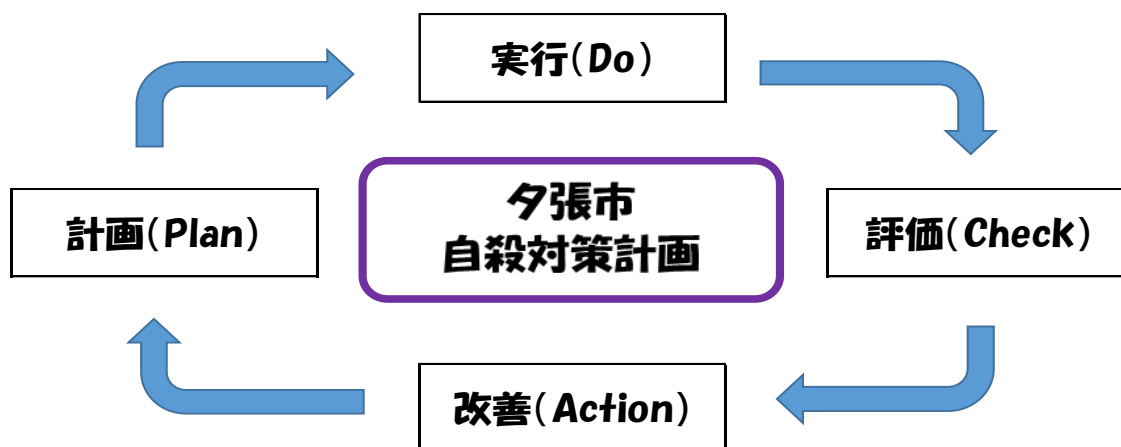 実行(Do)
計画(Plan)
夕張市
自殺対策計画
評価(Check)
改善(Action)